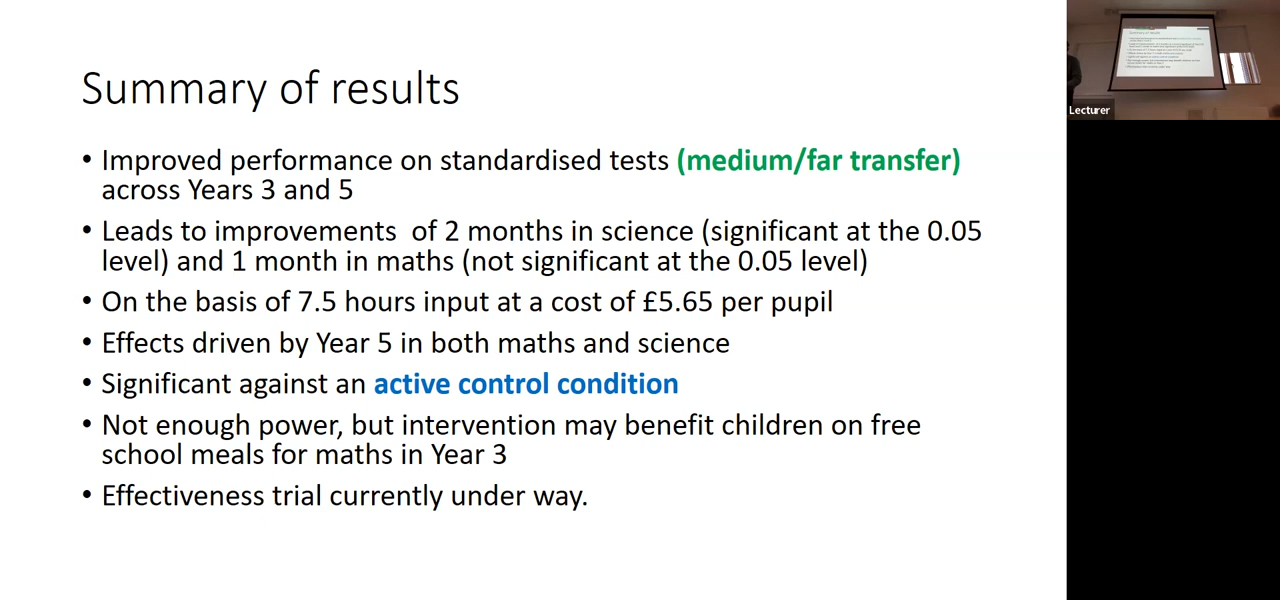 Summary of results
• Improved performance on standardised tests (medium/far transfer)
across Years 3 and 5
• Leads to improvements  of 2 months in science (significant at the 0.05
level) and 1 month in maths (not significant at the 0.05 level)
• On the basis of 7.5 hours input at a cost of £5.65 per pupil
• Effects driven by Year 5 in both maths and science
• Significant against an active control condition
• Not enough power, but intervention may benefit children on free
school meals for maths in Year 3
• Effectiveness trial currently under way.
Summary of results
Lecturer